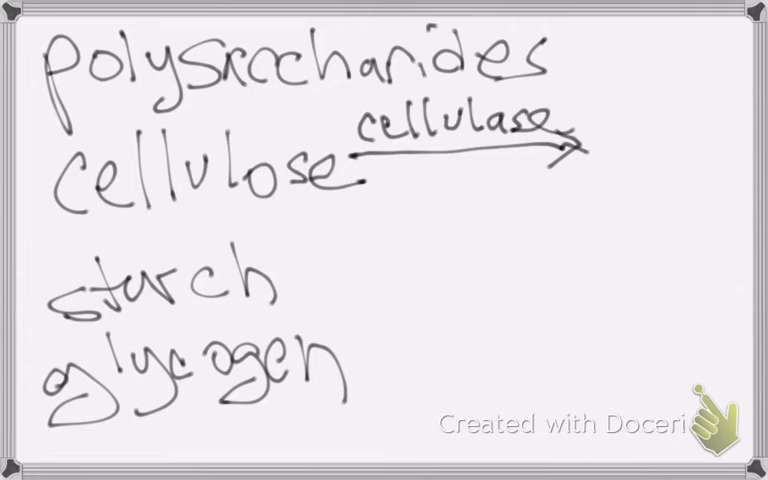 polysaccharides
cellulase
cellulose
starch
glycogen
Created with Doceri